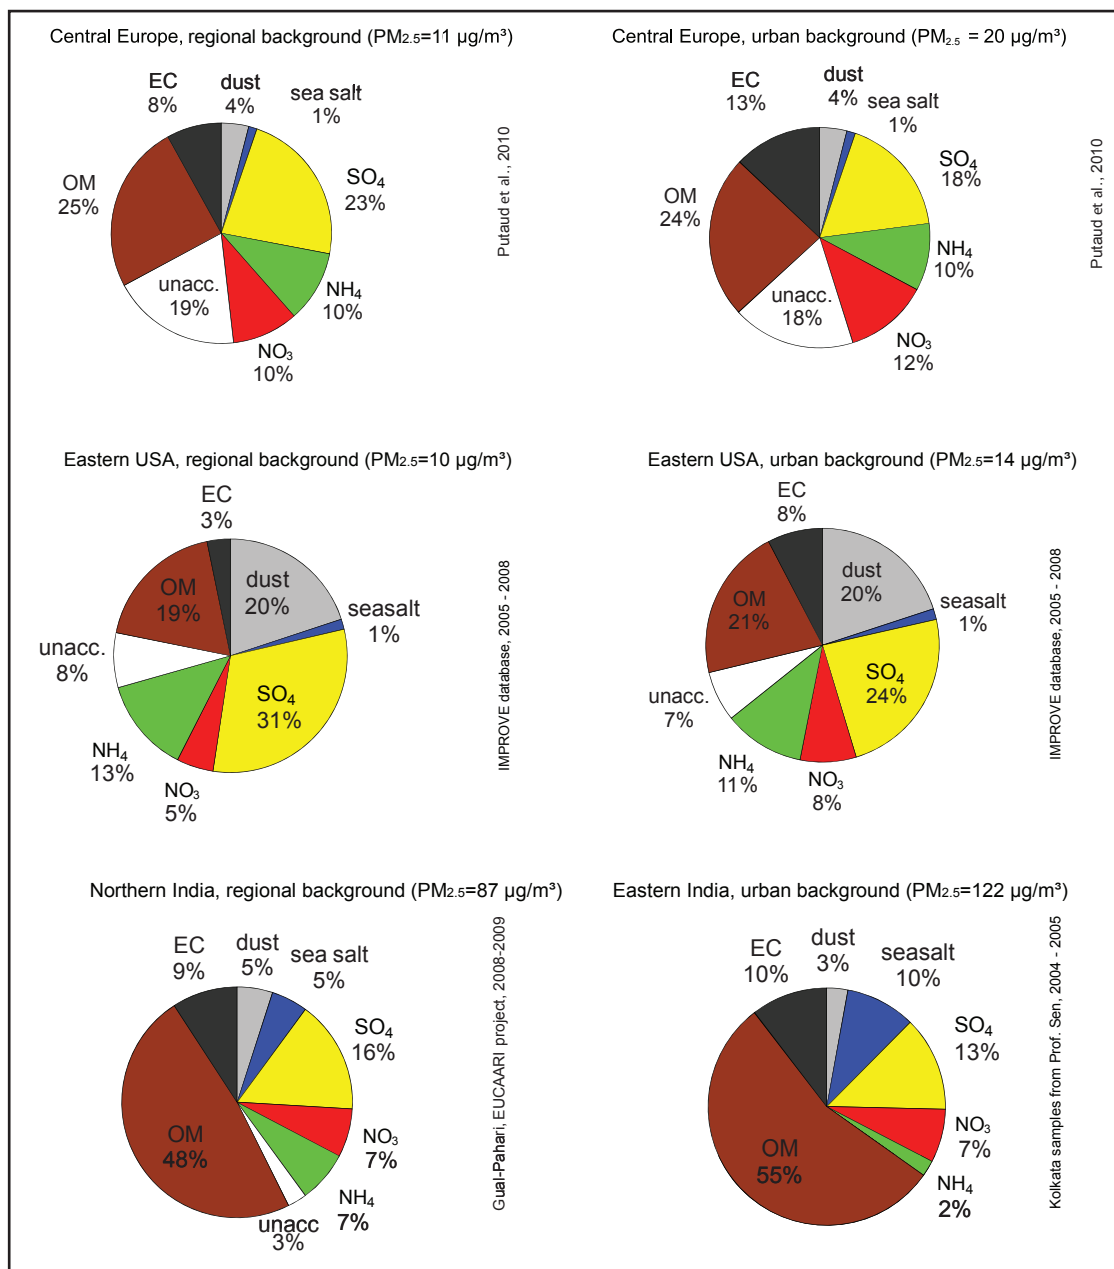 Central Europe, regional background (PM2.5=11 µg/m³)
EC
8%
dust
4%
sea salt
1%
SO4
23%
NH4
10%
NO3
10%
unacc.
19%
OM
25%
Putaud et al., 2010
Central Europe, urban background (PM2.5 = 20 µg/m³)
EC
13%
dust
4%
sea salt
1%
SO4
18%
NH4
10%
NO3
12%
unacc.
18%
OM
24%
Putaud et al., 2010
Eastern USA, regional background (PM2.5=10 µg/m³)
EC
3%
dust
20%
seasalt
1%
SO4
31%
NO3
5%
NH4
13%
unacc.
8%
OM
19%
IMPROVE database, 2005 - 2008
Eastern USA, urban background (PM2.5=14 µg/m³)
EC
8%
dust
20%
seasalt
1%
SO4
24%
NO3
8%
NH4
11%
unacc.
7%
OM
21%
IMPROVE database, 2005 - 2008
Northern India, regional background (PM2.5=87 µg/m³)
EC
9%
dust
5%
sea salt
5%
SO4
16%
NO3
7%
NH4
7%
unacc
3%
OM
48%
Gual-Pahari, EUCAARI project, 2008-2009
Eastern India, urban background (PM2.5=122 µg/m³)
EC
10%
dust
3%
seasalt
10%
SO4
13%
NO3
7%
NH4
2%
OM
55%
Kolkata samples from Prof. Sen, 2004 - 2005